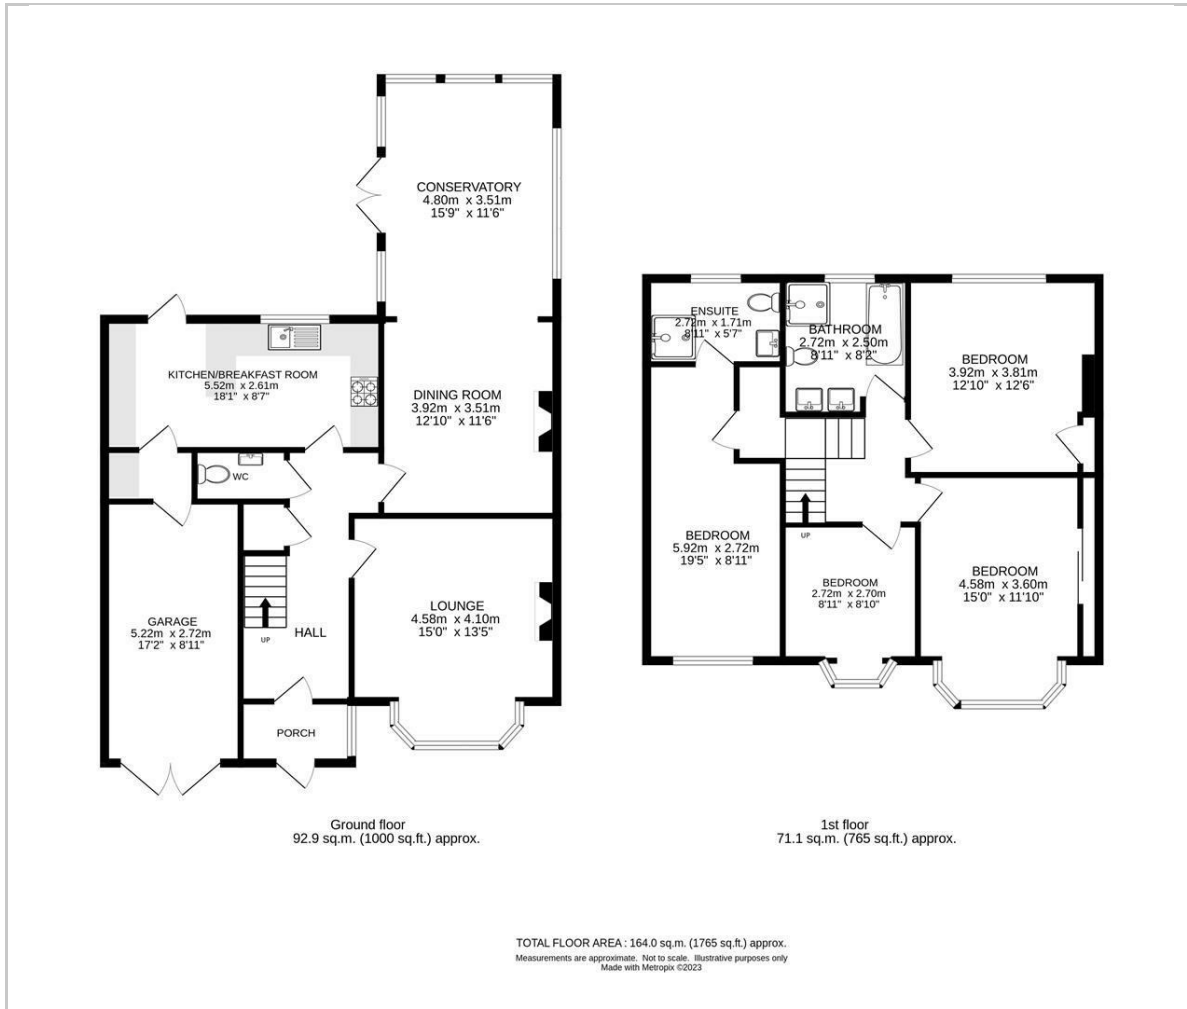 CONSERVATORY
4.80m x 3.51m
15'9" x 11'6"
KITCHEN/BREAKFAST ROOM
5.52m x 2.61m
18'1" x 8'7"
DINING ROOM
3.92m x 3.51m
12'10" x 11'6"
WC
GARAGE
5.22m x 2.72m
17'2" x 8'11"
UP
HALL
LOUNGE
4.58m x 4.10m
15'0" x 13'5"
PORCH
Ground floor
92.9 sq.m. (1000 sq.ft.) approx.
ENSUITE
2.72m x 1.71m
8'11" x 5'7"
BATHROOM
2.72m x 2.50m
8'11" x 8'2"
BEDROOM
3.92m x 3.81m
12'10" x 12'6"
BEDROOM
5.92m x 2.72m
19'5" x 8'11"
UP
BEDROOM
2.72m x 2.70m
8'11" x 8'10"
BEDROOM
4.58m x 3.60m
15'0" x 11'10"
1st floor
71.1 sq.m. (765 sq.ft.) approx.
TOTAL FLOOR AREA : 164.0 sq.m. (1765 sq.ft.) approx.
Measurements are approximate. Not to scale. Illustrative purposes only
Made with Metropix ©2023